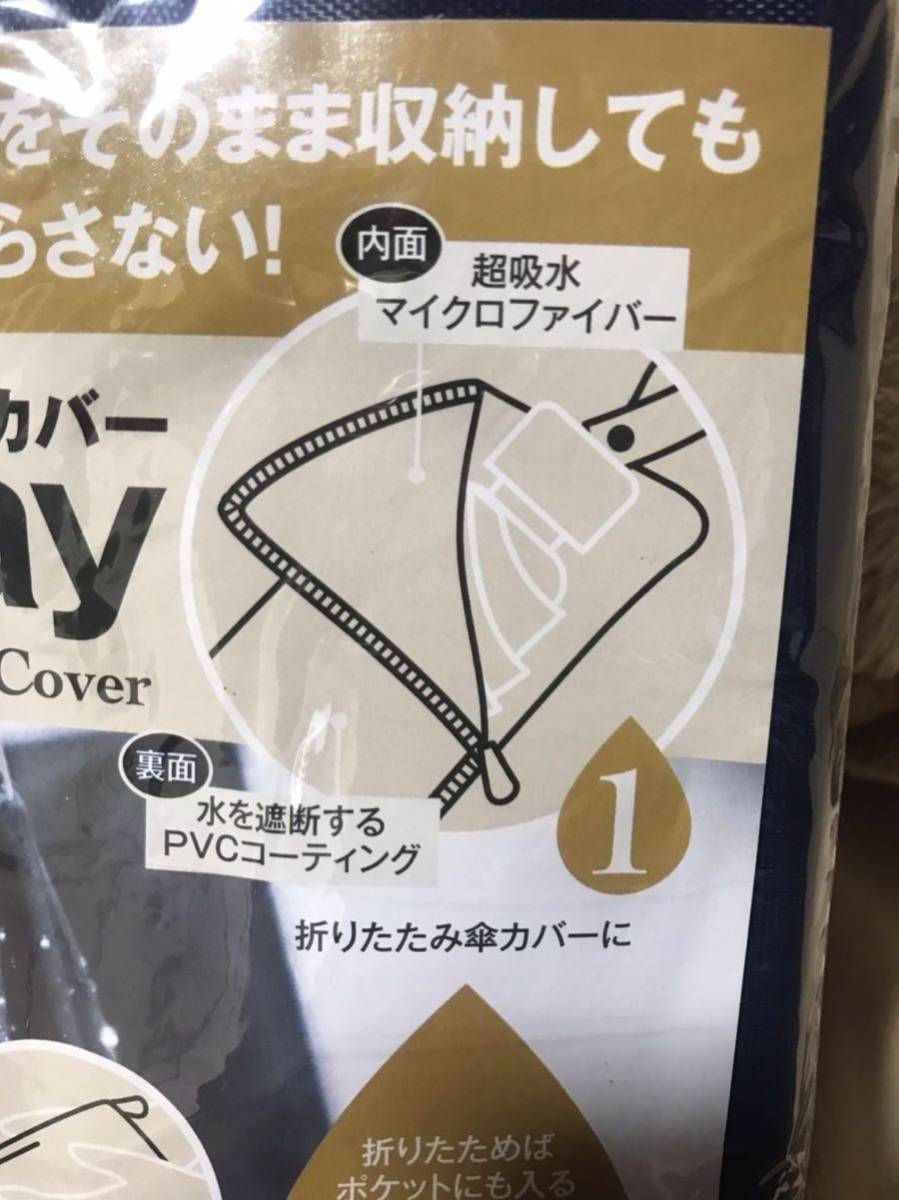 をそのまま収納しても
らさない!
内面
超吸水
マイクロファイバー
カバー
ay
Cover
裏面
水を遮断する
PVCコーティング
1
折りたたみ傘カバーに
折りたためば
ポケットにも入る